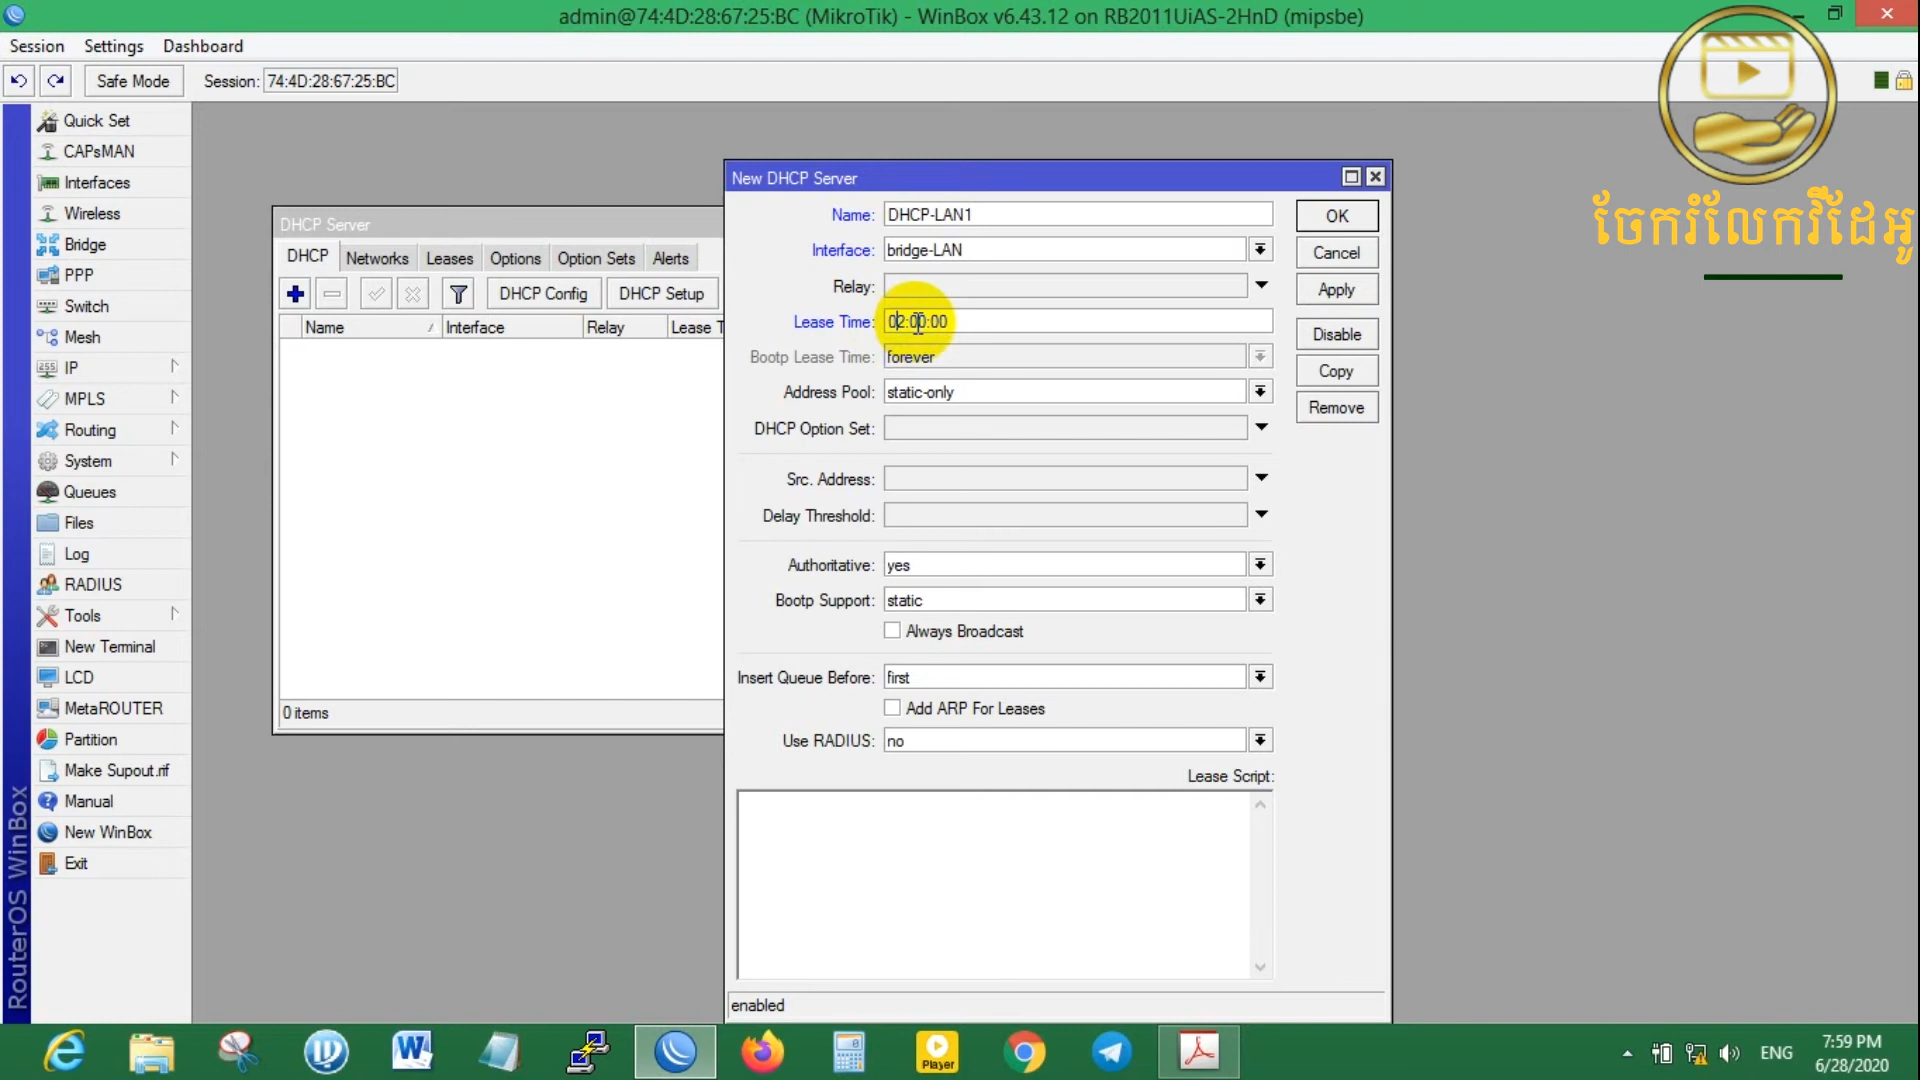 admin@74:4D:28:67:25:BC (MikroTik) - WinBox v6.43.12 on RB2011UiAS-2HnD (mipsbe)
Session Settings Dashboard
Safe Mode Session: 74:4D:28:67:25:BC
Quick Set
CAPsMAN
Interfaces
Wireless
Bridge
PPP
Switch
Mesh
IP
MPLS
Routing
System
Queues
Files
Log
RADIUS
Tools
New Terminal
LCD
MetaROUTER
Partition
Make Supout.rif
Manual
New WinBox
Exit
RouterOS WinBox
DHCP Server
DHCP Networks Leases Options Option Sets Alerts
DHCP Config DHCP Setup
Name Interface Relay Lease T
0 items
New DHCP Server
Name: DHCP-LAN1
Interface: bridge-LAN
Relay:
Lease Time: 02:00:00
Bootp Lease Time: forever
Address Pool: static-only
DHCP Option Set:
Src. Address:
Delay Threshold:
Authoritative: yes
Bootp Support: static
Always Broadcast
Insert Queue Before: first
Add ARP For Leases
Use RADIUS: no
Lease Script:
enabled
OK
Cancel
Apply
Disable
Copy
Remove
ចែករំលែកវីដែអូ
Player
ENG
7:59 PM
6/28/2020